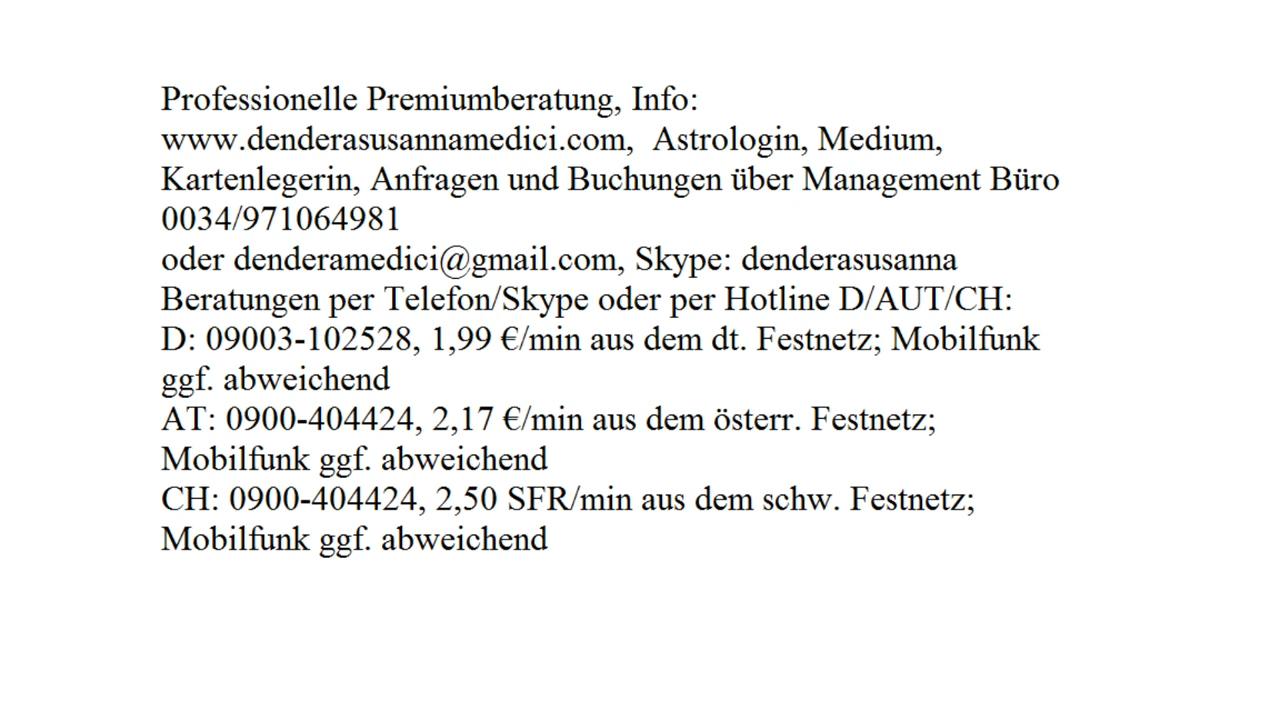 Professionelle Premiumberatung, Info:
www.denderasusannamedici.com,  Astrologin, Medium,
Kartenlegerin, Anfragen und Buchungen über Management Büro
0034/971064981
oder denderamedici@gmail.com, Skype: denderasusanna
Beratungen per Telefon/Skype oder per Hotline D/AUT/CH:
D: 09003-102528, 1,99 €/min aus dem dt. Festnetz; Mobilfunk
ggf. abweichend
AT: 0900-404424, 2,17 €/min aus dem österr. Festnetz;
Mobilfunk ggf. abweichend
CH: 0900-404424, 2,50 SFR/min aus dem schw. Festnetz;
Mobilfunk ggf. abweichend